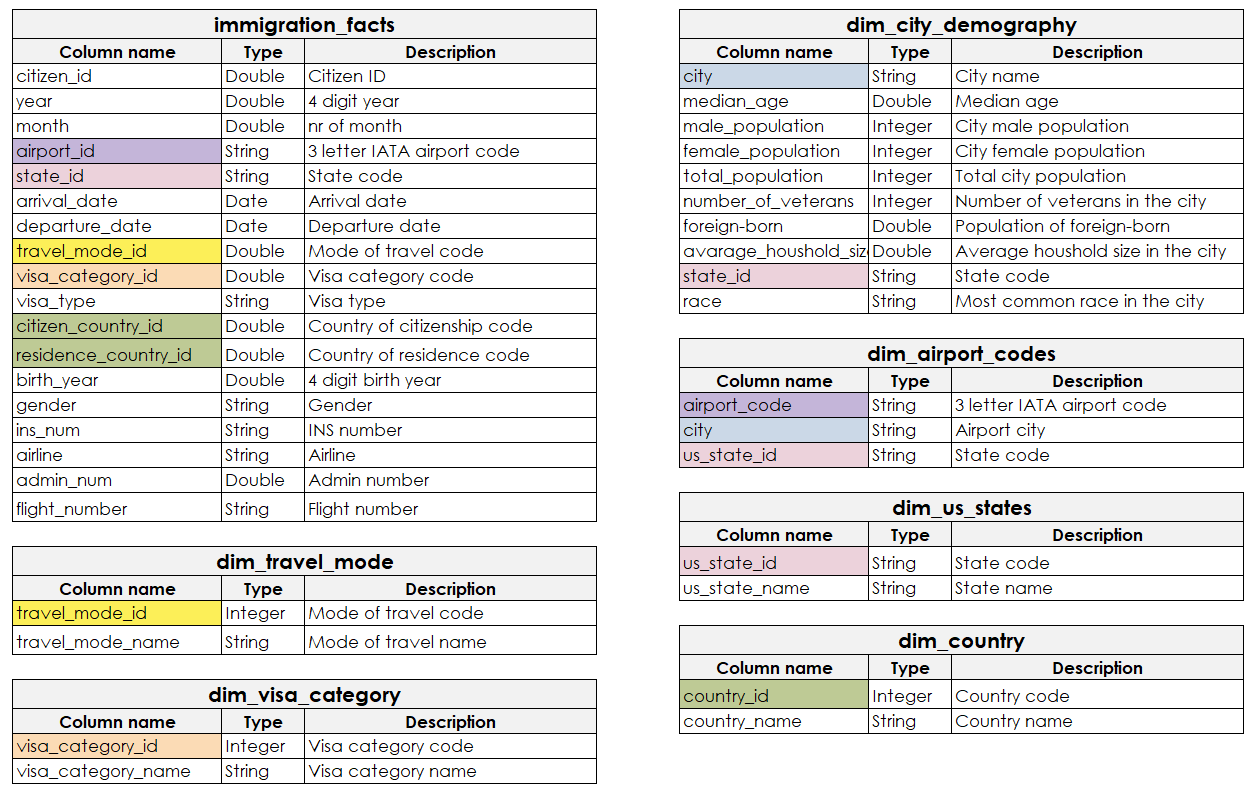 immigration_facts
Column name Type Description
citizen_id Double Citizen ID
year Double 4 digit year
month Double nr of month
airport_id String 3 letter IATA airport code
state_id String State code
arrival_date Date Arrival date
departure_date Date Departure date
travel_mode_id Double Mode of travel code
visa_category_id Double Visa category code
visa_type String Visa type
citizen_country_id Double Country of citizenship code
residence_country_id Double Country of residence code
birth_year Double 4 digit birth year
gender String Gender
ins_num String INS number
airline String Airline
admin_num Double Admin number
flight_number String Flight number
dim_travel_mode
Column name Type Description
travel_mode_id Integer Mode of travel code
travel_mode_name String Mode of travel name
dim_visa_category
Column name Type Description
visa_category_id Integer Visa category code
visa_category_name String Visa category name
dim_city_demography
Column name Type Description
city String City name
median_age Double Median age
male_population Integer City male population
female_population Integer City female population
total_population Integer Total city population
number_of_veterans Integer Number of veterans in the city
foreign-born Double Population of foreign-born
avarage_houshold_siz Double Average houshold size in the city
state_id String State code
race String Most common race in the city
dim_airport_codes
Column name Type Description
airport_code String 3 letter IATA airport code
city String Airport city
us_state_id String State code
dim_us_states
Column name Type Description
us_state_id String State code
us_state_name String State name
dim_country
Column name Type Description
country_id Integer Country code
country_name String Country name